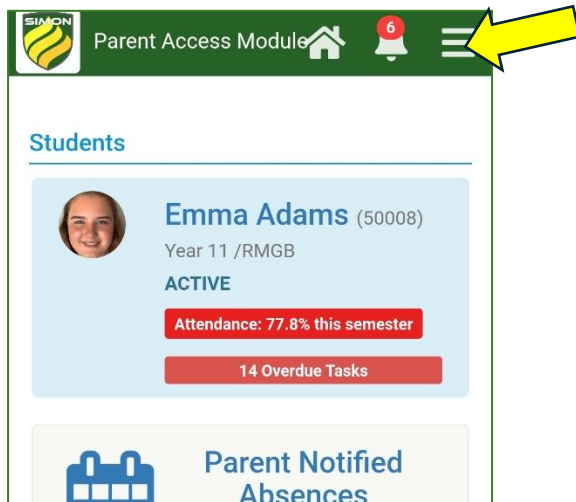 SIMON
Parent Access Module
6
Students
Emma Adams (50008)
Year 11 /RMGB
ACTIVE
Attendance: 77.8% this semester
14 Overdue Tasks
Parent Notified
Absences